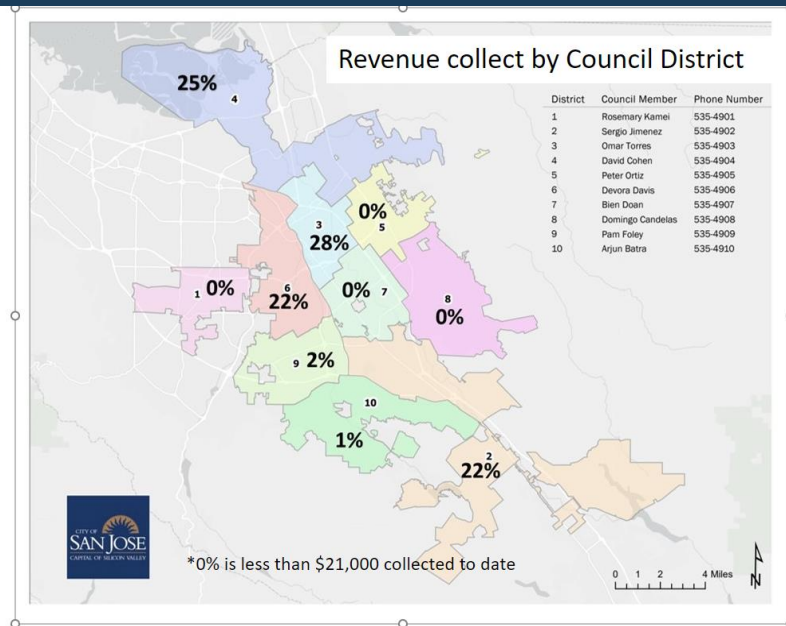 Revenue collect by Council District
District Council Member Phone Number
1 Rosemary Kamei 535-4901
2 Sergio Jimenez 535-4902
3 Omar Torres 535-4903
4 David Cohen 535-4904
5 Peter Ortiz 535-4905
6 Devora Davis 535-4906
7 Bien Doan 535-4907
8 Domingo Candelas 535-4908
9 Pam Foley 535-4909
10 Arjun Batra 535-4910
25%
4
0%
5
3
28%
1 0%
6
22%
0% 7
8
0%
9 2%
10
1%
2
22%
CITY OF
SAN JOSE
CAPITAL OF SILICON VALLEY
*0% is less than $21,000 collected to date
0 1 2 4 Miles
N